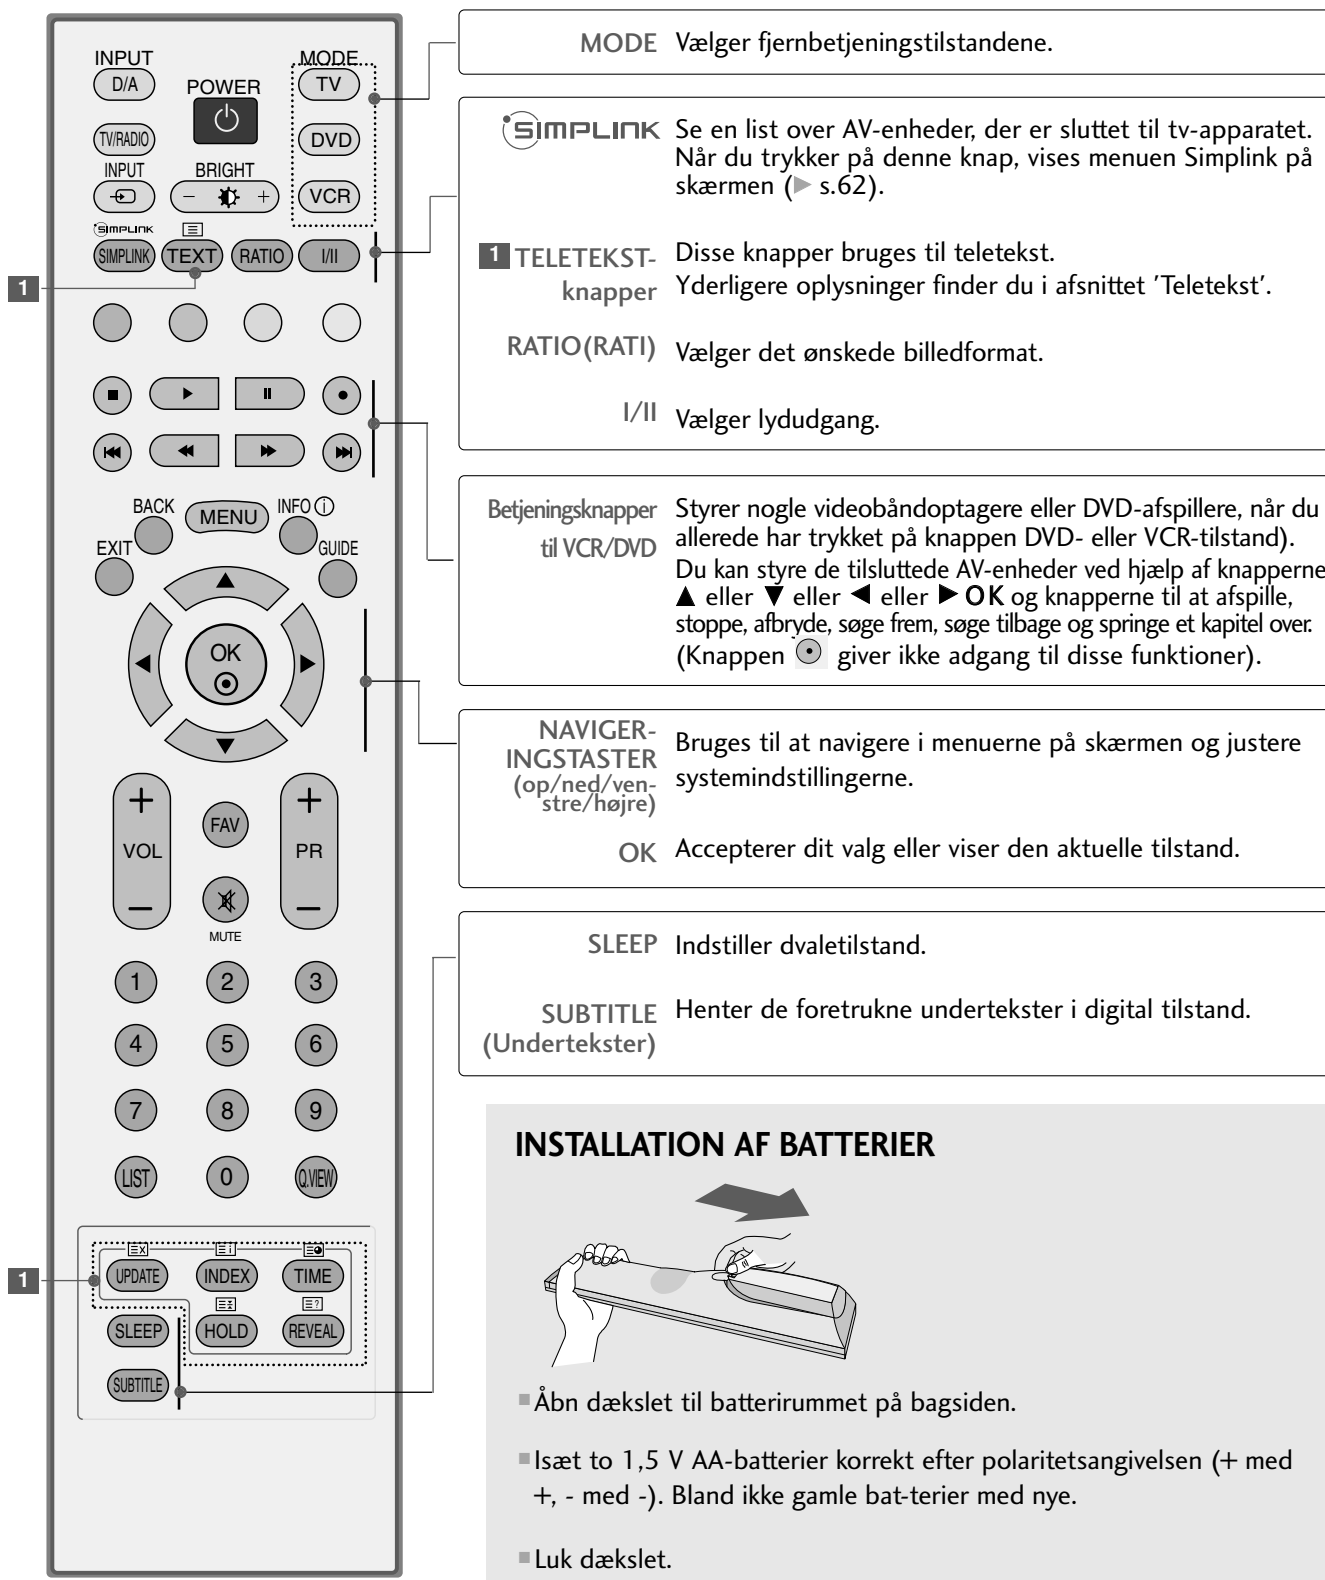 INPUT
MODE
D/A
POWER
TV
TV/RADIO
DVD
INPUT
BRIGHT
- +
VCR
SIMPLINK
SIMPLINK
TEXT
RATIO
I/II
1
BACK
MENU
INFO i
EXIT
GUIDE
OK
+
+
VOL
FAV
PR
-
-
MUTE
1
2
3
4
5
6
7
8
9
LIST
0
Q.VIEW
1
UPDATE
INDEX
TIME
SLEEP
HOLD
REVEAL
SUBTITLE
MODE Vælger fjernbetjeningstilstandene.
SIMPLINK Se en list over AV-enheder, der er sluttet til tv-apparatet.
Når du trykker på denne knap, vises menuen Simplink på
skærmen (► s.62).
1 TELETEKST- Disse knapper bruges til teletekst.
knapper Yderligere oplysninger finder du i afsnittet 'Teletekst'.
RATIO(RATI) Vælger det ønskede billedformat.
I/II Vælger lydudgang.
Betjeningsknapper Styrer nogle videobåndoptagere eller DVD-afspillere, når du
til VCR/DVD allerede har trykket på knappen DVD- eller VCR-tilstand).
Du kan styre de tilsluttede AV-enheder ved hjælp af knapperne
▲ eller ▼ eller ◄ eller ► OK og knapperne til at afspille,
stoppe, afbryde, søge frem, søge tilbage og springe et kapitel over.
(Knappen ⊙ giver ikke adgang til disse funktioner).
NAVIGER-
INGSTASTER
(op/ned/ven-
stre/højre)
Bruges til at navigere i menuerne på skærmen og justere
systemindstillingerne.
OK Accepterer dit valg eller viser den aktuelle tilstand.
SLEEP Indstiller dvaletilstand.
SUBTITLE Henter de foretrukne undertekster i digital tilstand.
(Undertekster)
INSTALLATION AF BATTERIER
■ Åbn dækslet til batterirummet på bagsiden.
■ Isæt to 1,5 V AA-batterier korrekt efter polaritetsangivelsen (+ med
+, - med -). Bland ikke gamle bat-terier med nye.
■ Luk dækslet.